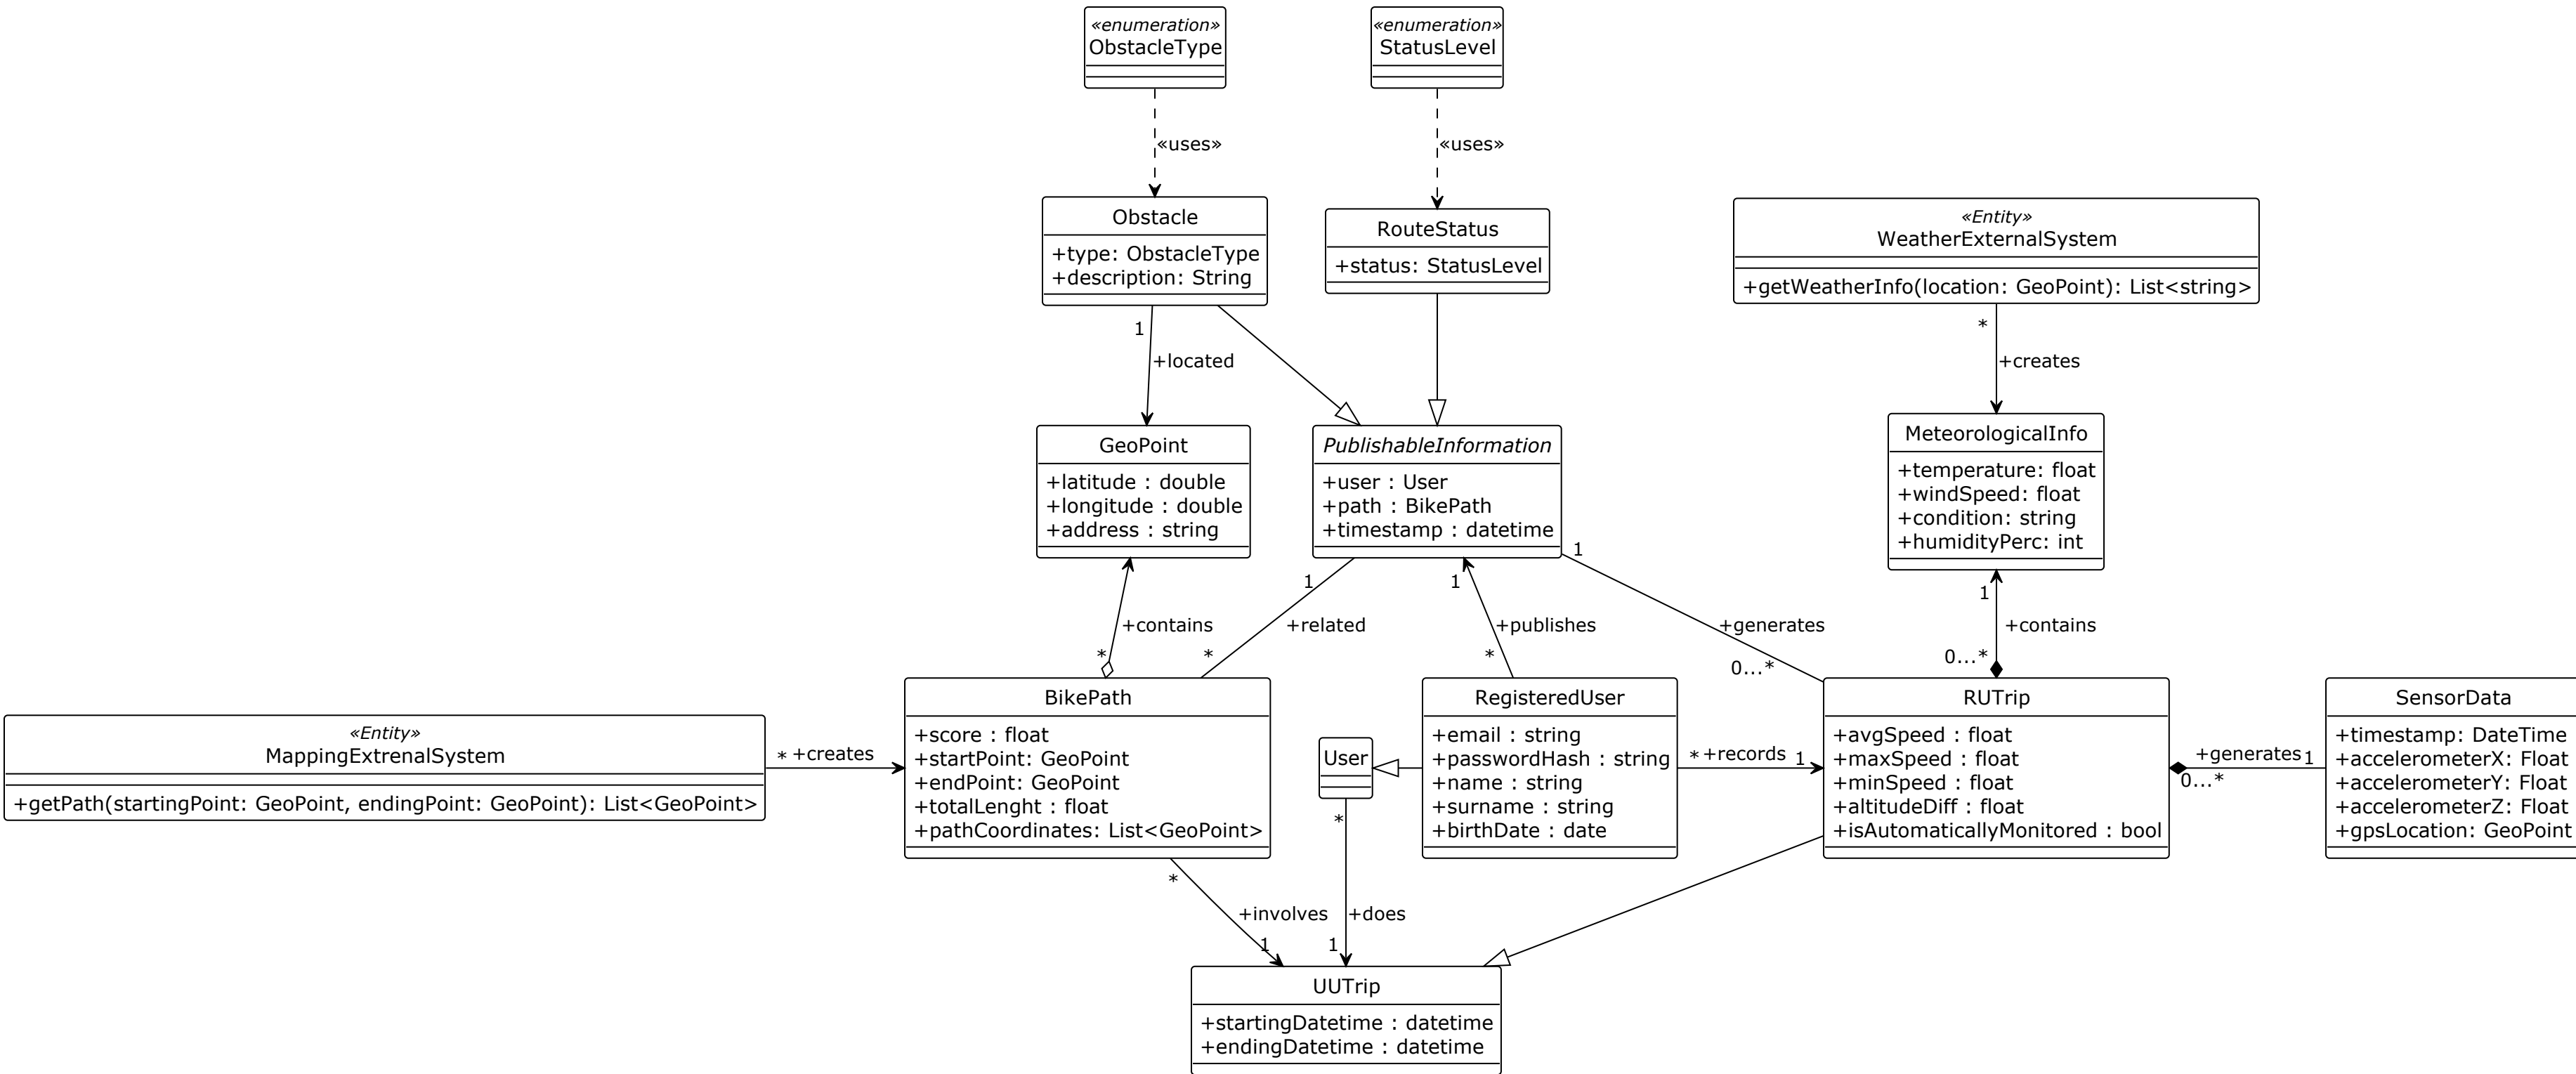 «enumeration»
ObstacleType
«enumeration»
StatusLevel
«uses»
«uses»
Obstacle
+type: ObstacleType
+description: String
RouteStatus
+status: StatusLevel
«Entity»
WeatherExternalSystem
+getWeatherInfo(location: GeoPoint): List<string>
1
+located
*
+creates
GeoPoint
+latitude : double
+longitude : double
+address : string
PublishableInformation
+user : User
+path : BikePath
+timestamp : datetime
MeteorologicalInfo
+temperature: float
+windSpeed: float
+condition: string
+humidityPerc: int
+contains
*
1
+related
*
1
+publishes
*
1
+generates
0...*
1
+contains
0...*
«Entity»
MappingExtrenalSystem
+getPath(startingPoint: GeoPoint, endingPoint: GeoPoint): List<GeoPoint>
* +creates
BikePath
+score : float
+startPoint: GeoPoint
+endPoint: GeoPoint
+totalLenght : float
+pathCoordinates: List<GeoPoint>
User
RegisteredUser
+email : string
+passwordHash : string
+name : string
+surname : string
+birthDate : date
* +records 1
RUTrip
+avgSpeed : float
+maxSpeed : float
+minSpeed : float
+altitudeDiff : float
+isAutomaticallyMonitored : bool
+generates 1
0...*
SensorData
+timestamp: DateTime
+accelerometerX: Float
+accelerometerY: Float
+accelerometerZ: Float
+gpsLocation: GeoPoint
*
+involves
1
*
+does
1
UUTrip
+startingDatetime : datetime
+endingDatetime : datetime